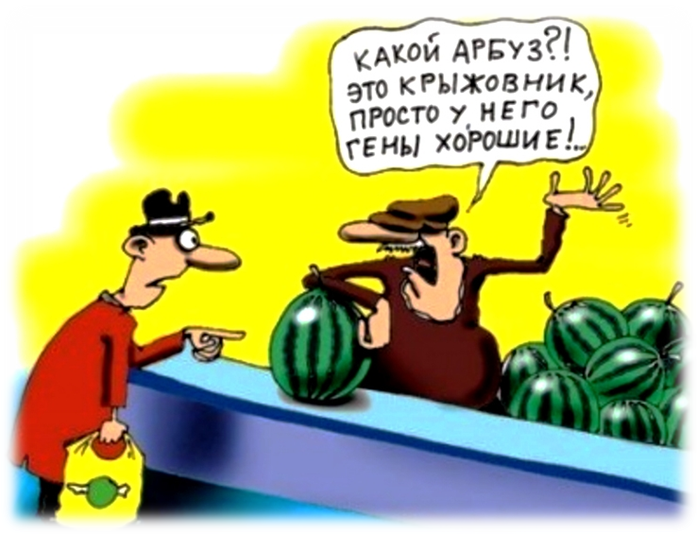 КАКОЙ АРБУЗ?!
ЭТО КРЫЖОВНИК,
ПРОСТО У НЕГО
ГЕНЫ ХОРОШИЕ!..